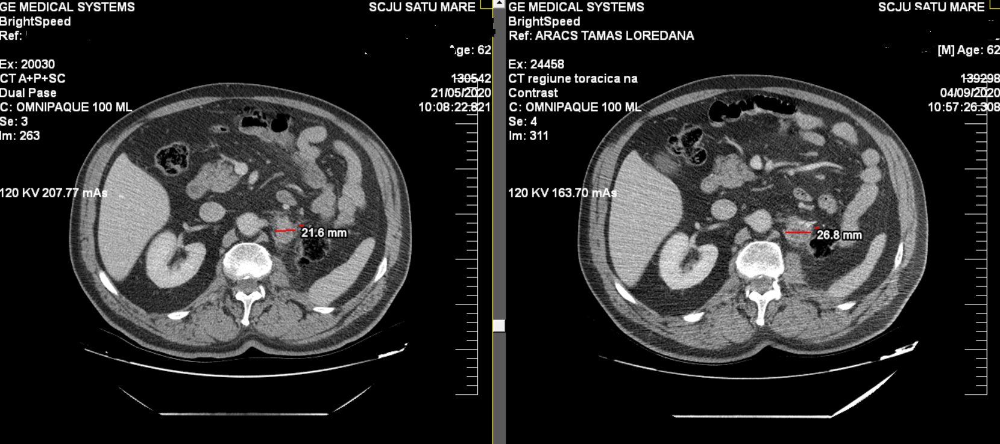 GE MEDICAL SYSTEMS
SCJU SATU MARE
BrightSpeed
Ref:
Age: 62
Ex: 20030
CT A+P+SC
130542
Dual Pase
21/05/2020
C: OMNIPAQUE 100 ML
10:08:22.821
Se: 3
Im: 263
120 KV 207.77 mAs
21.6 mm
GE MEDICAL SYSTEMS
SCJU SATU MARE
BrightSpeed
Ref: ARACS TAMAS LOREDANA
[M] Age: 62
Ex: 24458
CT regiune toracica na
139298
Contrast
04/09/2020
C: OMNIPAQUE 100 ML
10:57:26.308
Se: 4
Im: 311
120 KV 163.70 mAs
26.8 mm